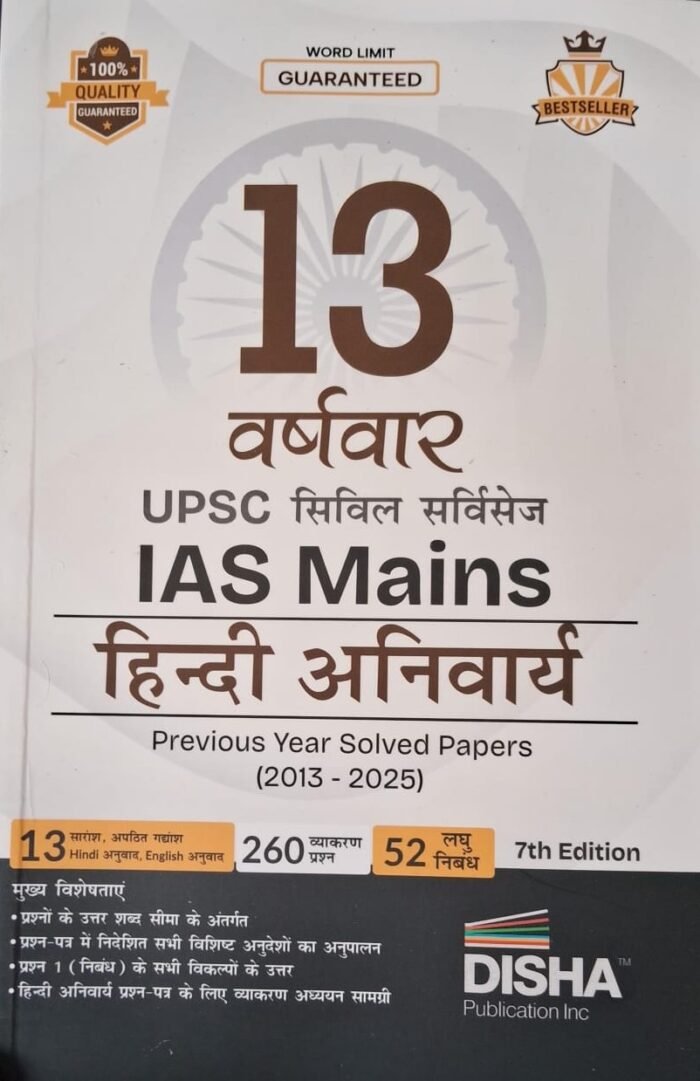 100%
QUALITY
GUARANTEED
WORD LIMIT
GUARANTEED
BESTSELLER
13
वर्षवार
UPSC सिविल सर्विसेज
IAS Mains
हिन्दी अनिवार्य
Previous Year Solved Papers
(2013 - 2025)
13 सारांश, अपठित गद्यांश
Hindi अनुवाद, English अनुवाद
260 व्याकरण
प्रश्न
52 लघु
निबंध
7th Edition
मुख्य विशेषताएं
• प्रश्नों के उत्तर शब्द सीमा के अंतर्गत
• प्रश्न-पत्र में निर्देशित सभी विशिष्ट अनुदेशों का अनुपालन
• प्रश्न 1 (निबंध) के सभी विकल्पों के उत्तर
• हिन्दी अनिवार्य प्रश्न-पत्र के लिए व्याकरण अध्ययन सामग्री
DISHA™
Publication Inc